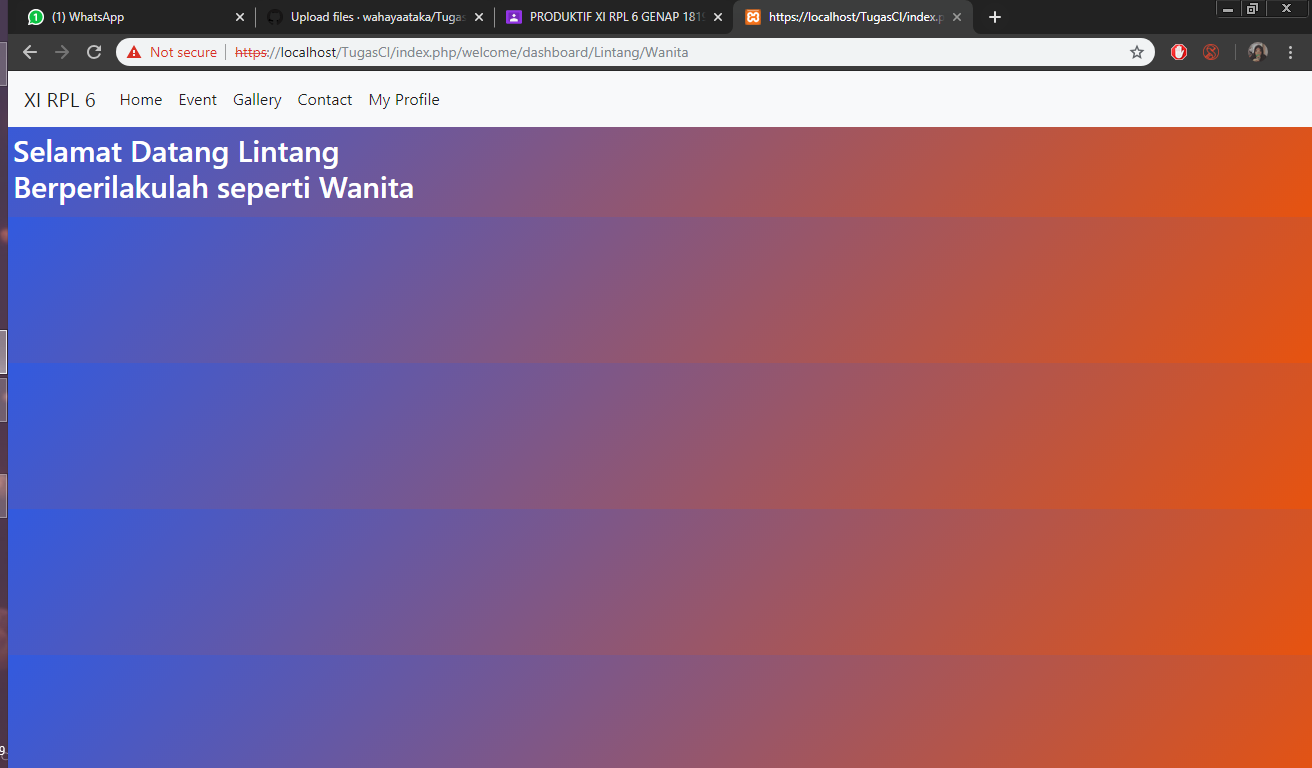 (1) WhatsApp
Upload files · wahayaataka/Tugas
PRODUKTIF XI RPL 6 GENAP 1819
https://localhost/TugasCI/index.p
Not secure
https://localhost/TugasCI/index.php/welcome/dashboard/Lintang/Wanita
XI RPL 6
Home
Event
Gallery
Contact
My Profile
Selamat Datang Lintang
Berperilakulah seperti Wanita
9